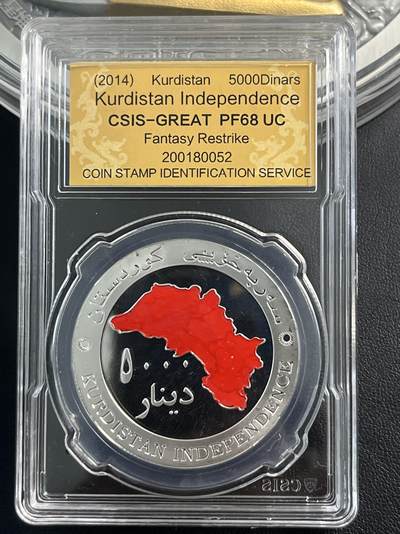 (2014) Kurdistan 5000Dinars
Kurdistan Independence
CSIS-GREAT PF68 UC
Fantasy Restrike
200180052
COIN STAMP IDENTIFICATION SERVICE
سەربەخۆیی کوردستان
٥٠٠٠
دينار
KURDISTAN INDEPENDENCE
CSIS